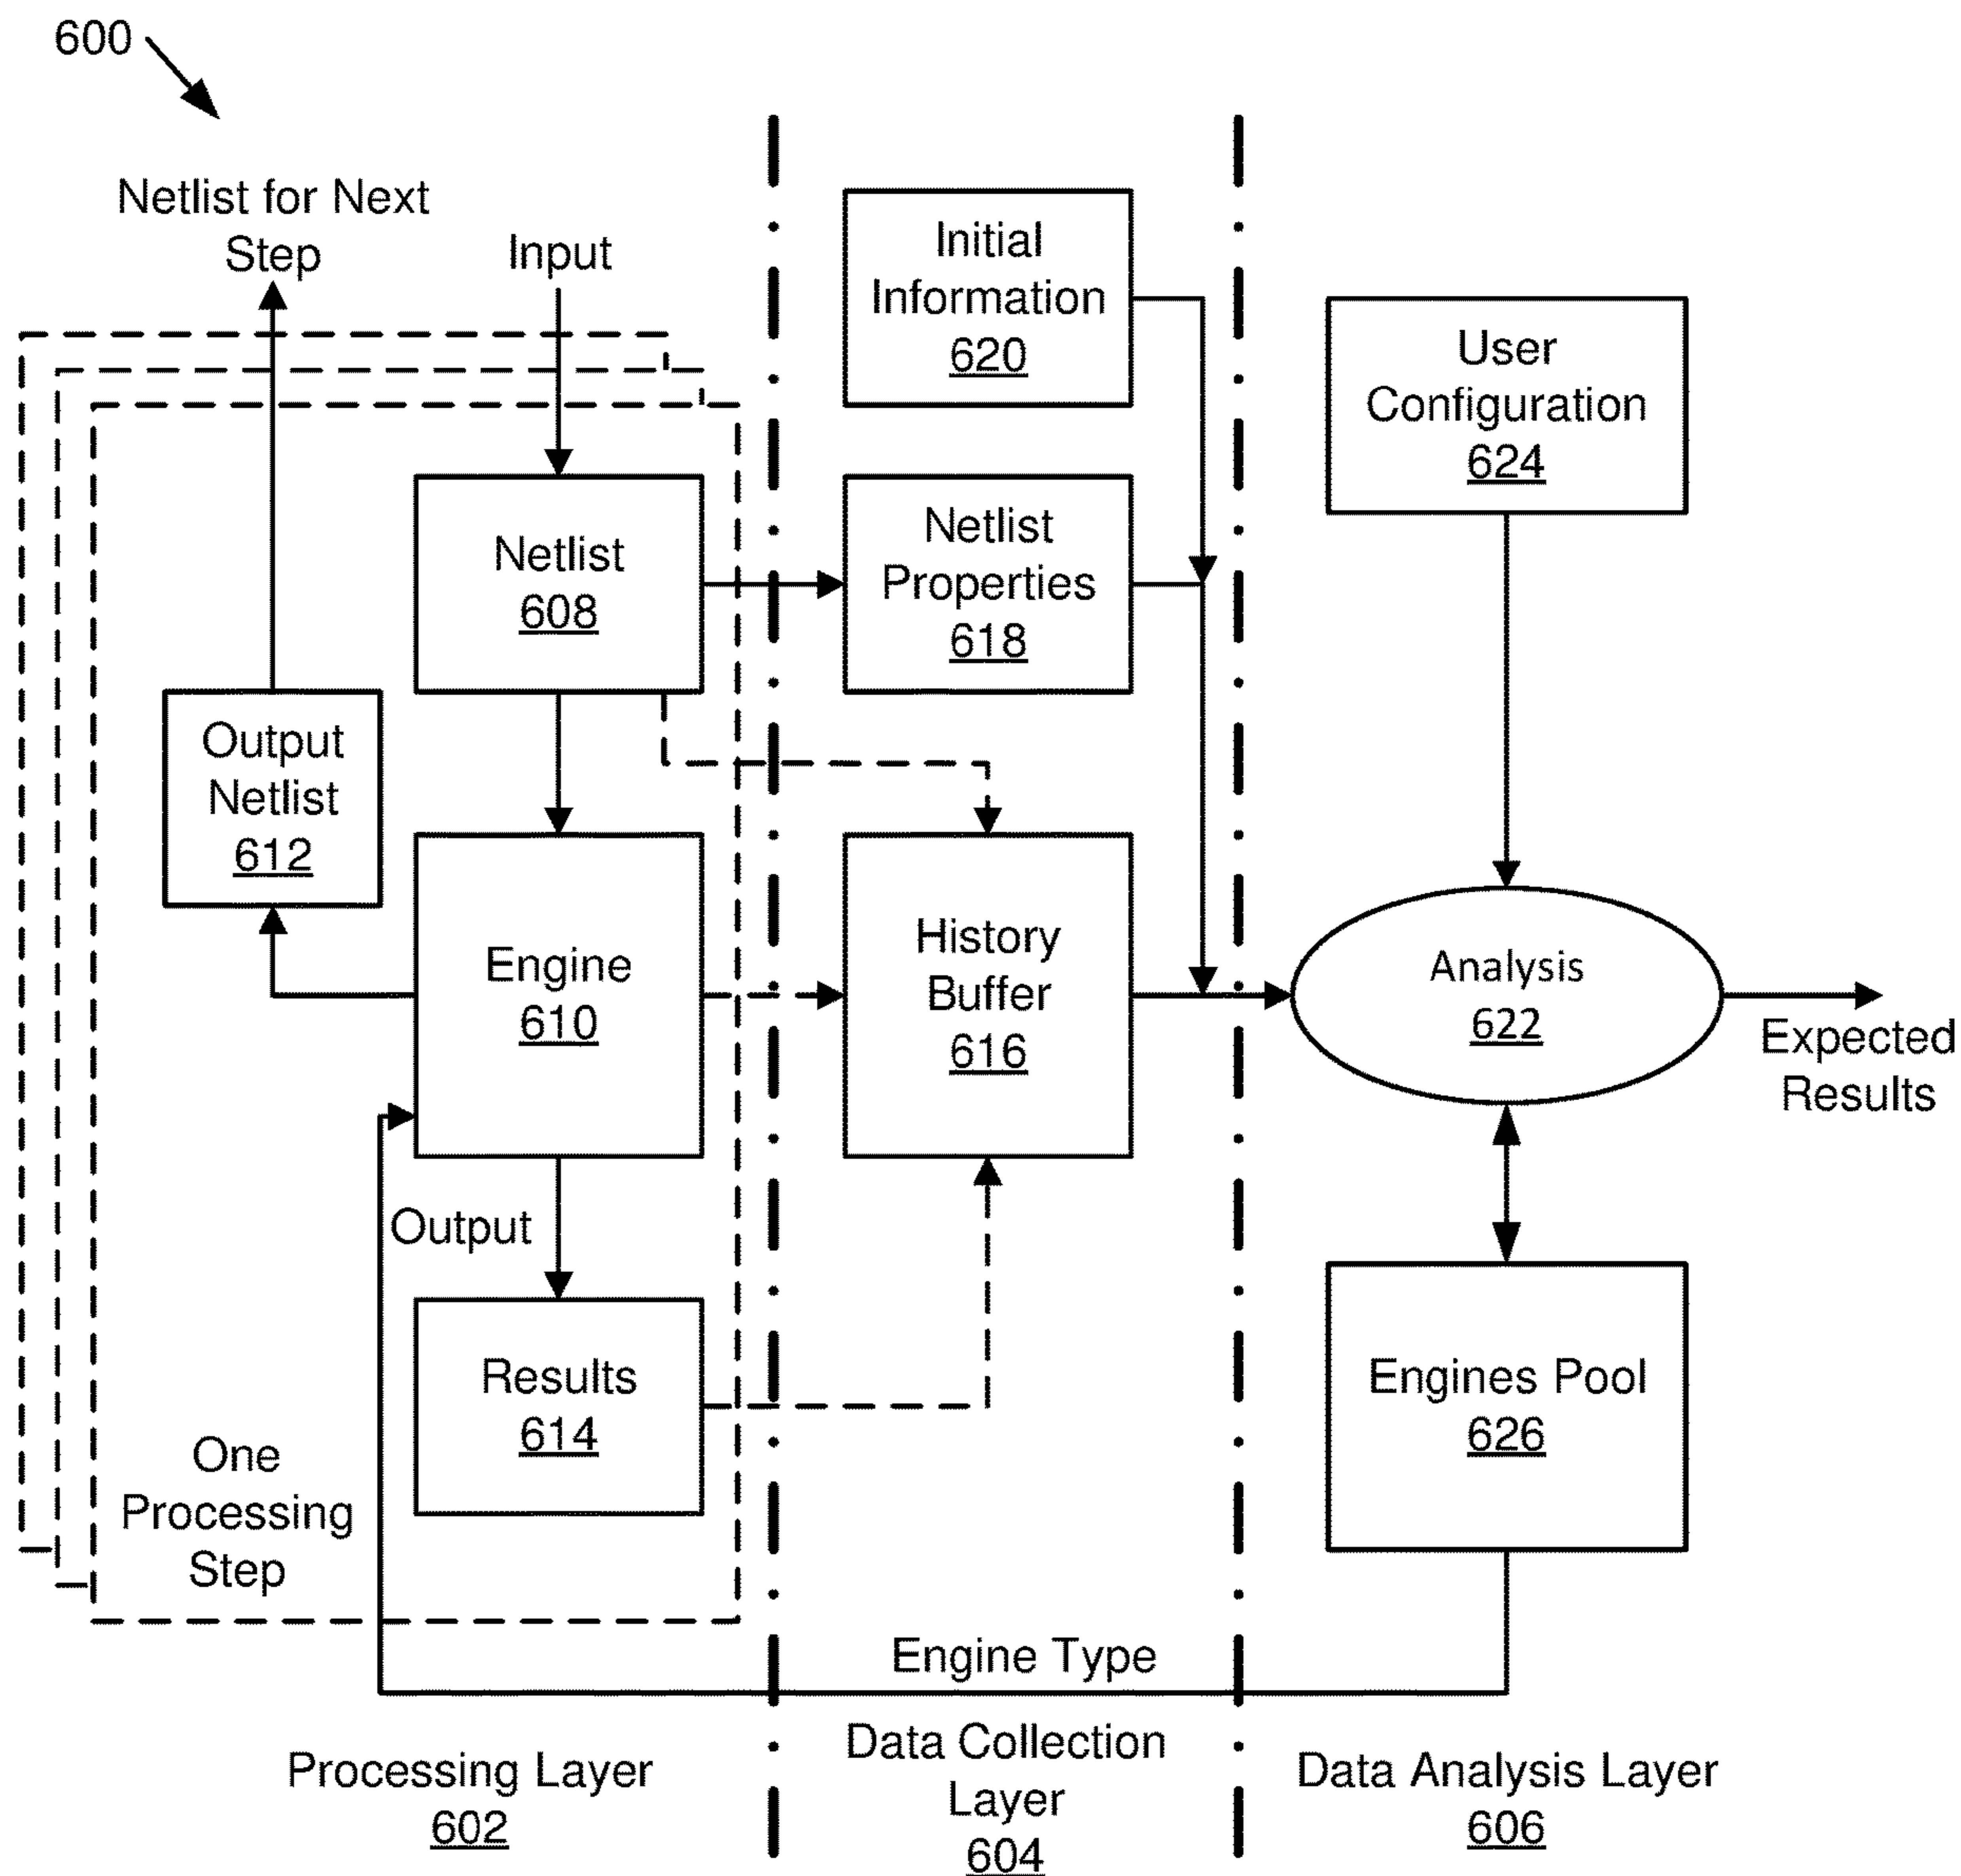 600
Netlist for Next
Step
Input
Initial
Information
620
User
Configuration
624
Netlist
608
Netlist
Properties
618
Output
Netlist
612
Engine
610
History
Buffer
616
Analysis
622
Expected
Results
Output
Results
614
Engines Pool
626
One
Processing
Step
Engine Type
Processing Layer
602
Data Collection
Layer
604
Data Analysis Layer
606